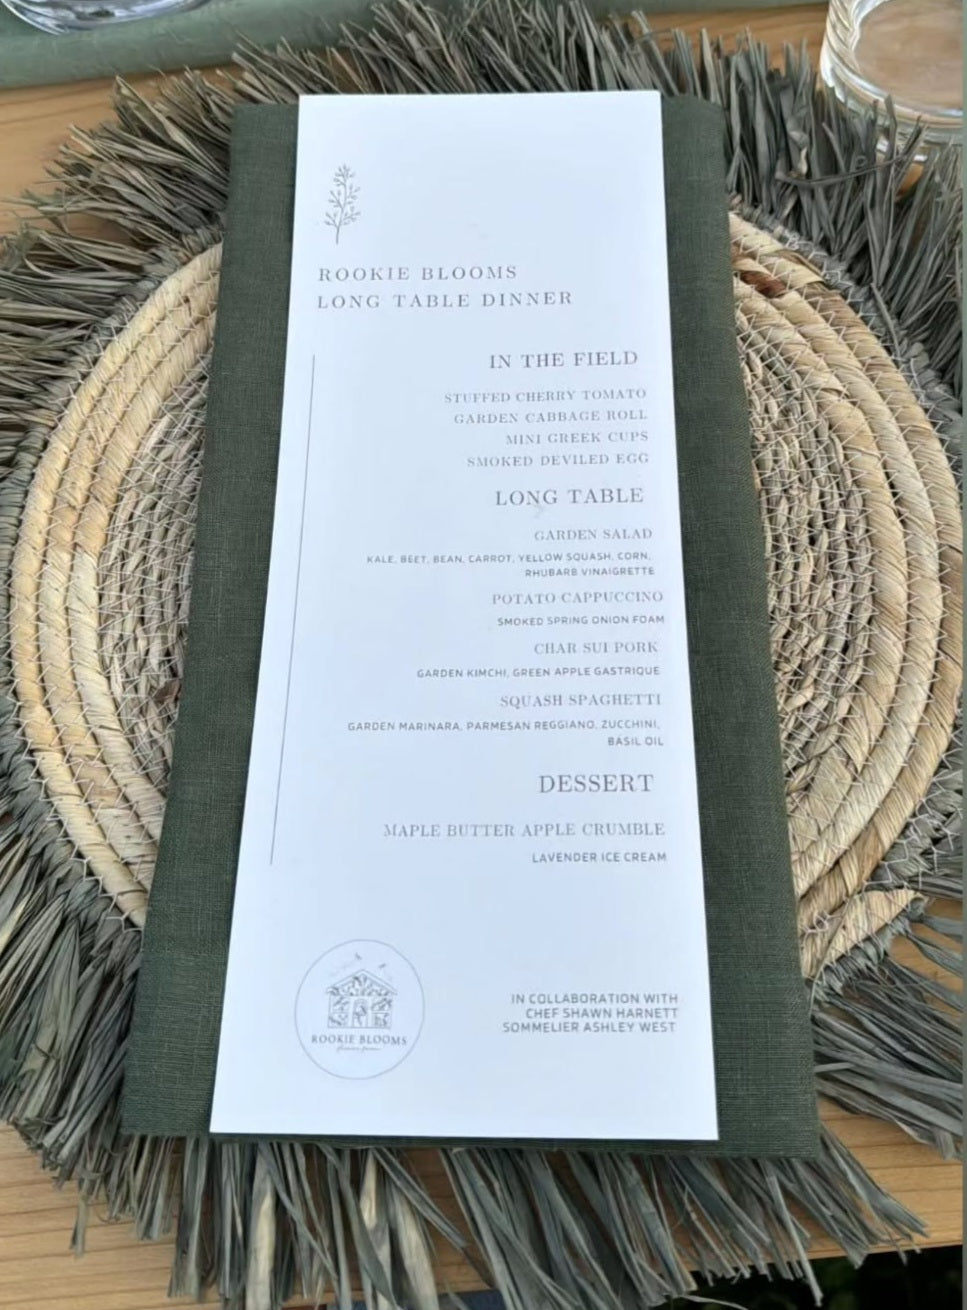 ROOKIE BLOOMS
LONG TABLE DINNER
IN THE FIELD
STUFFED CHERRY TOMATO
GARDEN CABBAGE ROLL
MINI GREEK CUPS
SMOKED DEVILED EGG
LONG TABLE
GARDEN SALAD
KALE, BEET, BEAN, CARROT, YELLOW SQUASH, CORN,
RHUBARB VINAIGRETTE
POTATO CAPPUCCINO
SMOKED SPRING ONION FOAM
CHAR SUI PORK
GARDEN KIMCHI, GREEN APPLE GASTRIQUE
SQUASH SPAGHETTI
GARDEN MARINARA, PARMESAN REGGIANO, ZUCCHINI,
BASIL OIL
DESSERT
MAPLE BUTTER APPLE CRUMBLE
LAVENDER ICE CREAM
ROOKIE BLOOMS
IN COLLABORATION WITH
CHEF SHAWN HARNETT
SOMMELIER ASHLEY WEST